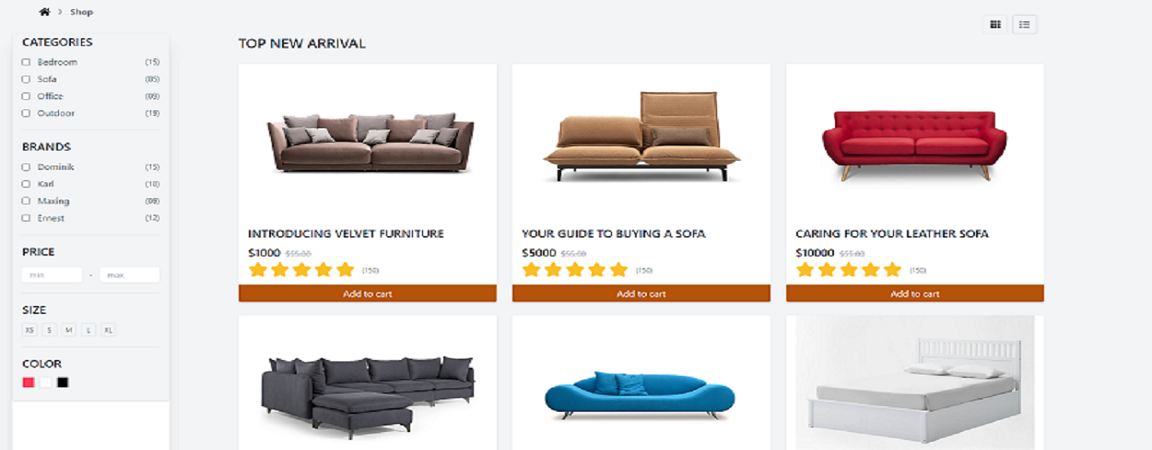 Shop
CATEGORIES
Bedroom (15)
Sofa (05)
Office (09)
Outdoor (19)
BRANDS
Dominik (15)
Karl (10)
Maxing (09)
Ernest (12)
PRICE
min - max
SIZE
XS S M L XL
COLOR
TOP NEW ARRIVAL
INTRODUCING VELVET FURNITURE
$1000 $55.00
(150)
Add to cart
YOUR GUIDE TO BUYING A SOFA
$5000 $55.00
(150)
Add to cart
CARING FOR YOUR LEATHER SOFA
$10000 $55.00
(150)
Add to cart